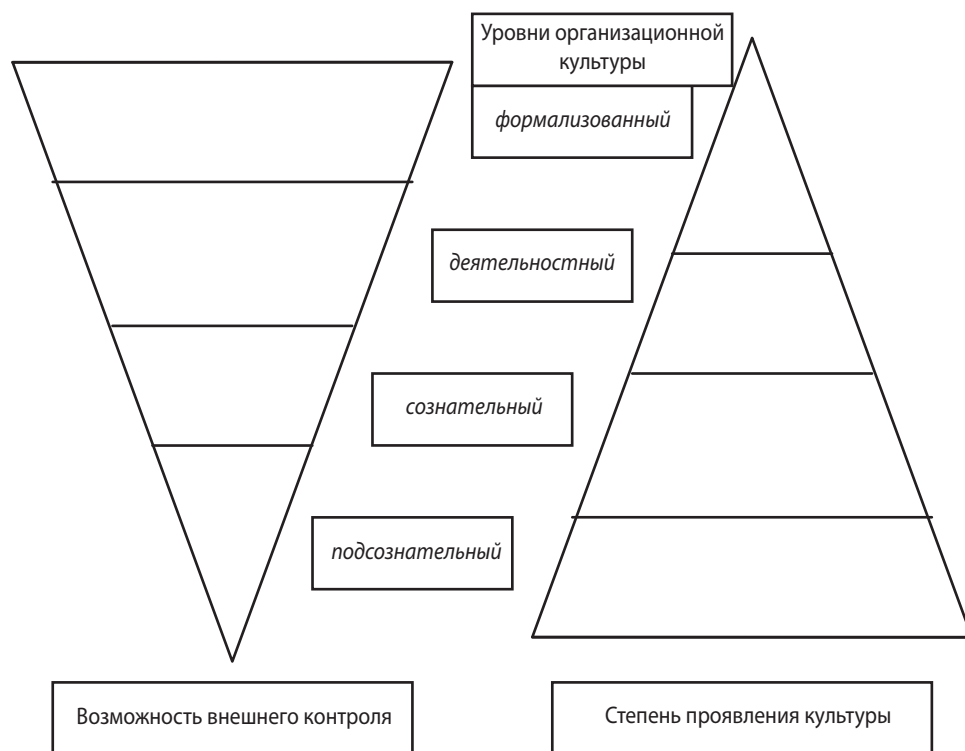 Уровни организационной
культуры
формализованный
деятельностный
сознательный
подсознательный
Возможность внешнего контроля
Степень проявления культуры